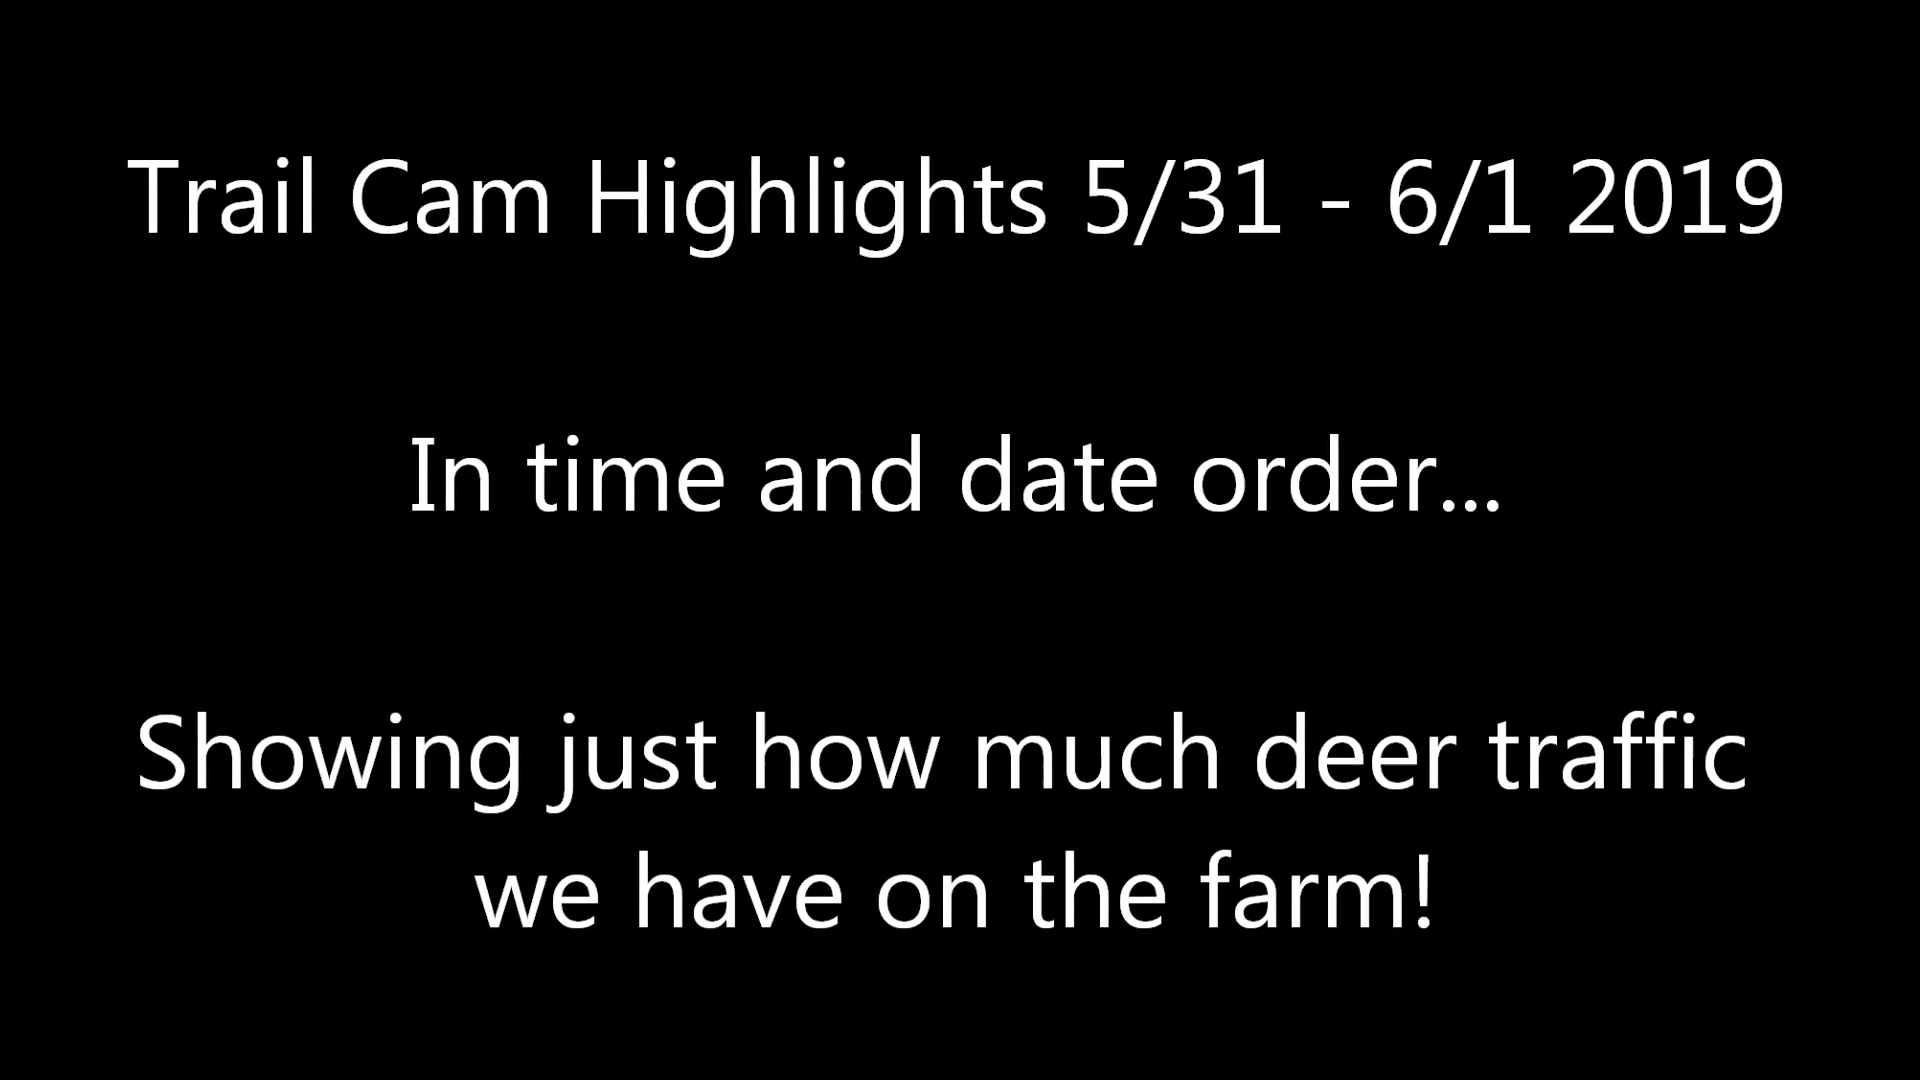 Trail Cam Highlights 5/31 - 6/1 2019
In time and date order...
Showing just how much deer traffic
we have on the farm!